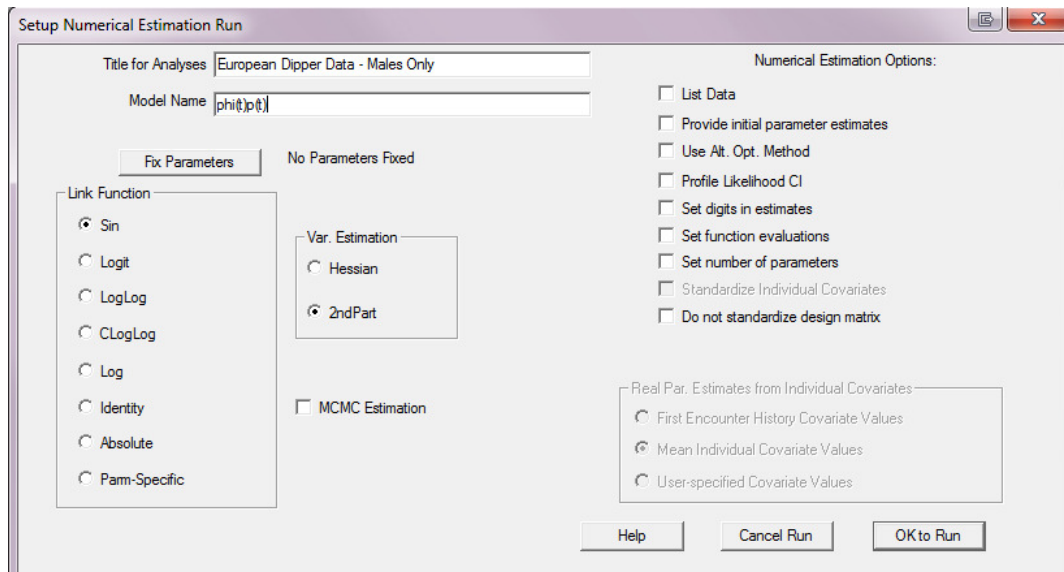 Setup Numerical Estimation Run
Title for Analyses European Dipper Data - Males Only
Model Name phi(t)p(t)
Fix Parameters No Parameters Fixed
Link Function
Sin
Logit
LogLog
CLogLog
Log
Identity
Absolute
Parm-Specific
Var. Estimation
Hessian
2ndPart
MCMC Estimation
Numerical Estimation Options:
List Data
Provide initial parameter estimates
Use Alt. Opt. Method
Profile Likelihood CI
Set digits in estimates
Set function evaluations
Set number of parameters
Standardize Individual Covariates
Do not standardize design matrix
Real Par. Estimates from Individual Covariates
First Encounter History Covariate Values
Mean Individual Covariate Values
User-specified Covariate Values
Help Cancel Run OK to Run